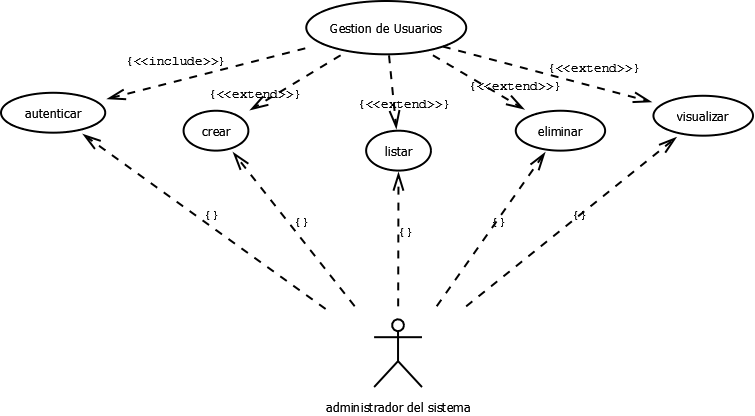 Gestion de Usuarios
{<<include>>}
{<<extend>>}
{<<extend>>}
{<<extend>>}
{<<extend>>}
autenticar
crear
listar
eliminar
visualizar
{}
{}
{}
{}
{}
administrador del sistema